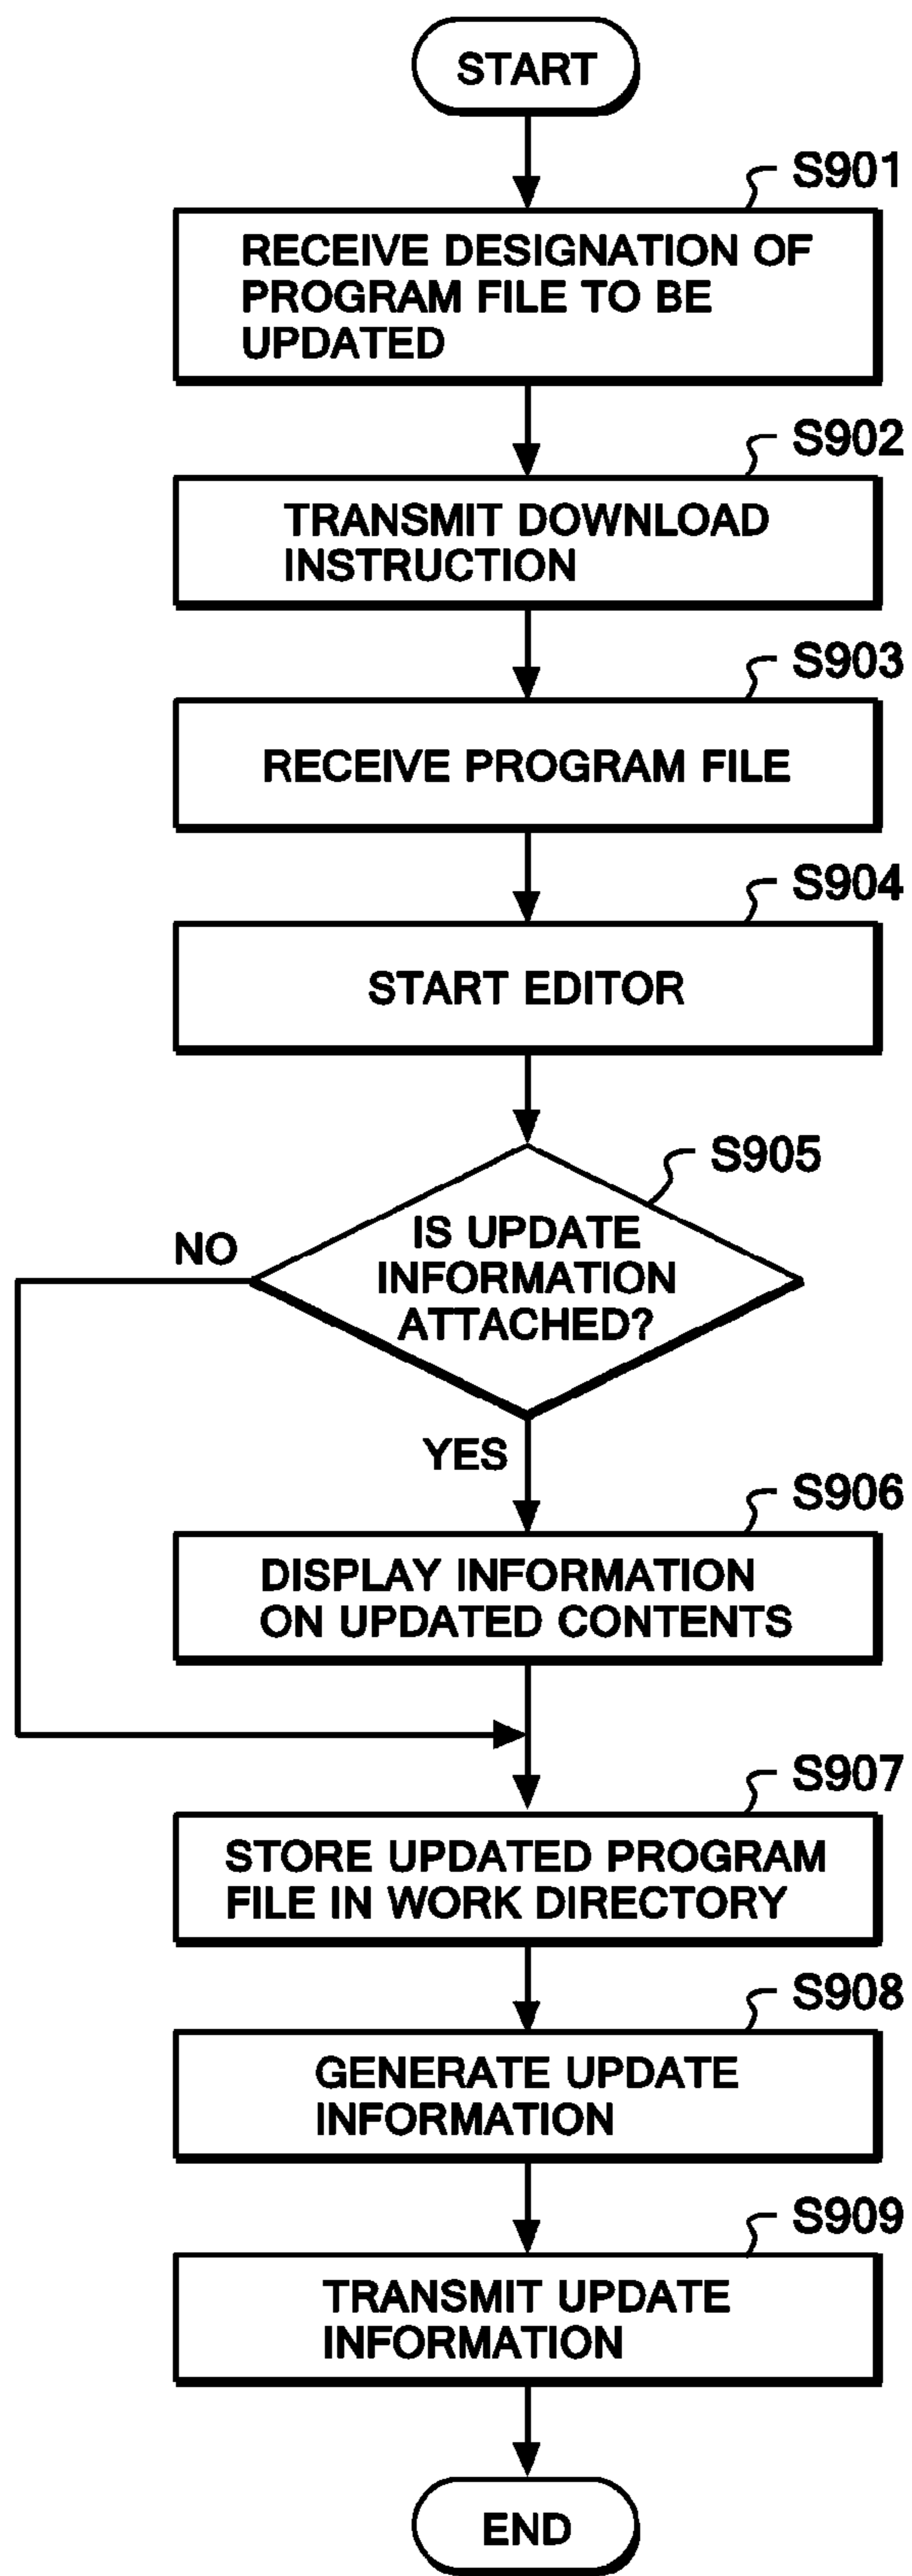 START
S901
RECEIVE DESIGNATION OF
PROGRAM FILE TO BE
UPDATED
S902
TRANSMIT DOWNLOAD
INSTRUCTION
S903
RECEIVE PROGRAM FILE
S904
START EDITOR
S905
IS UPDATE
INFORMATION
ATTACHED?
NO
YES
S906
DISPLAY INFORMATION
ON UPDATED CONTENTS
S907
STORE UPDATED PROGRAM
FILE IN WORK DIRECTORY
S908
GENERATE UPDATE
INFORMATION
S909
TRANSMIT UPDATE
INFORMATION
END